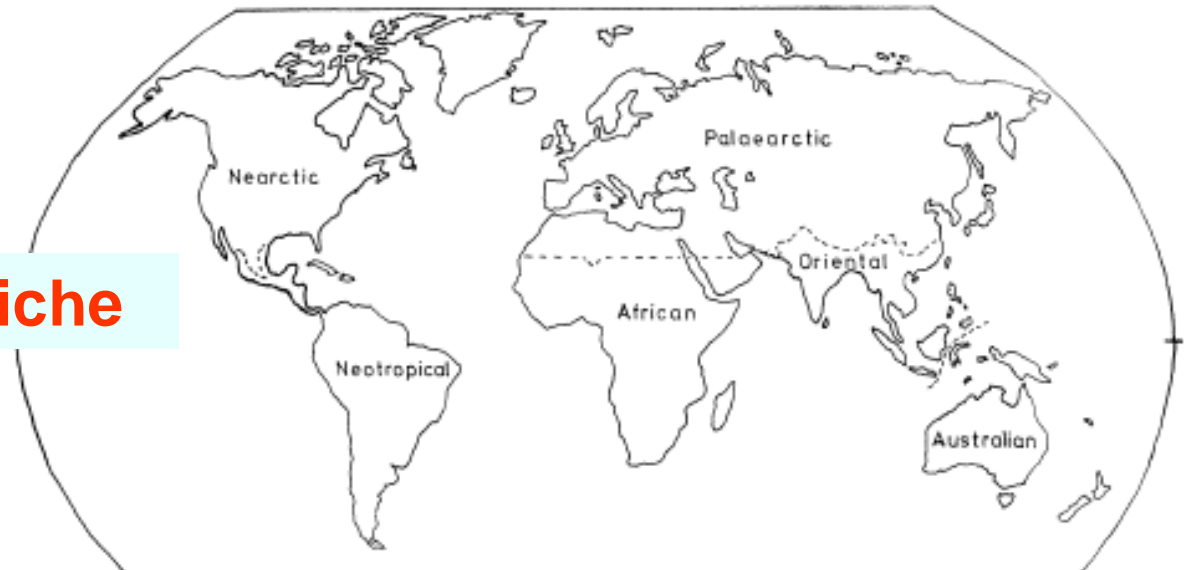 Palaearctic
Nearctic
Oriental
iche
African
Neotropical
Australian